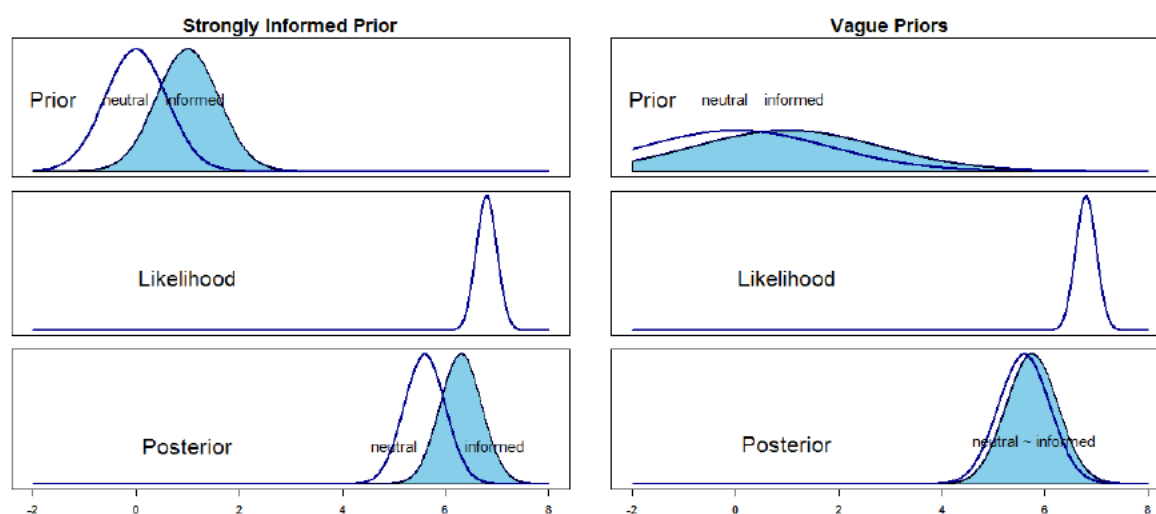 Strongly Informed Prior
Prior
neutral
informed
Likelihood
Posterior
neutral
informed
-2 0 2 4 6 8
Vague Priors
Prior
neutral
informed
Likelihood
Posterior
neutral ~ informed
-2 0 2 4 6 8